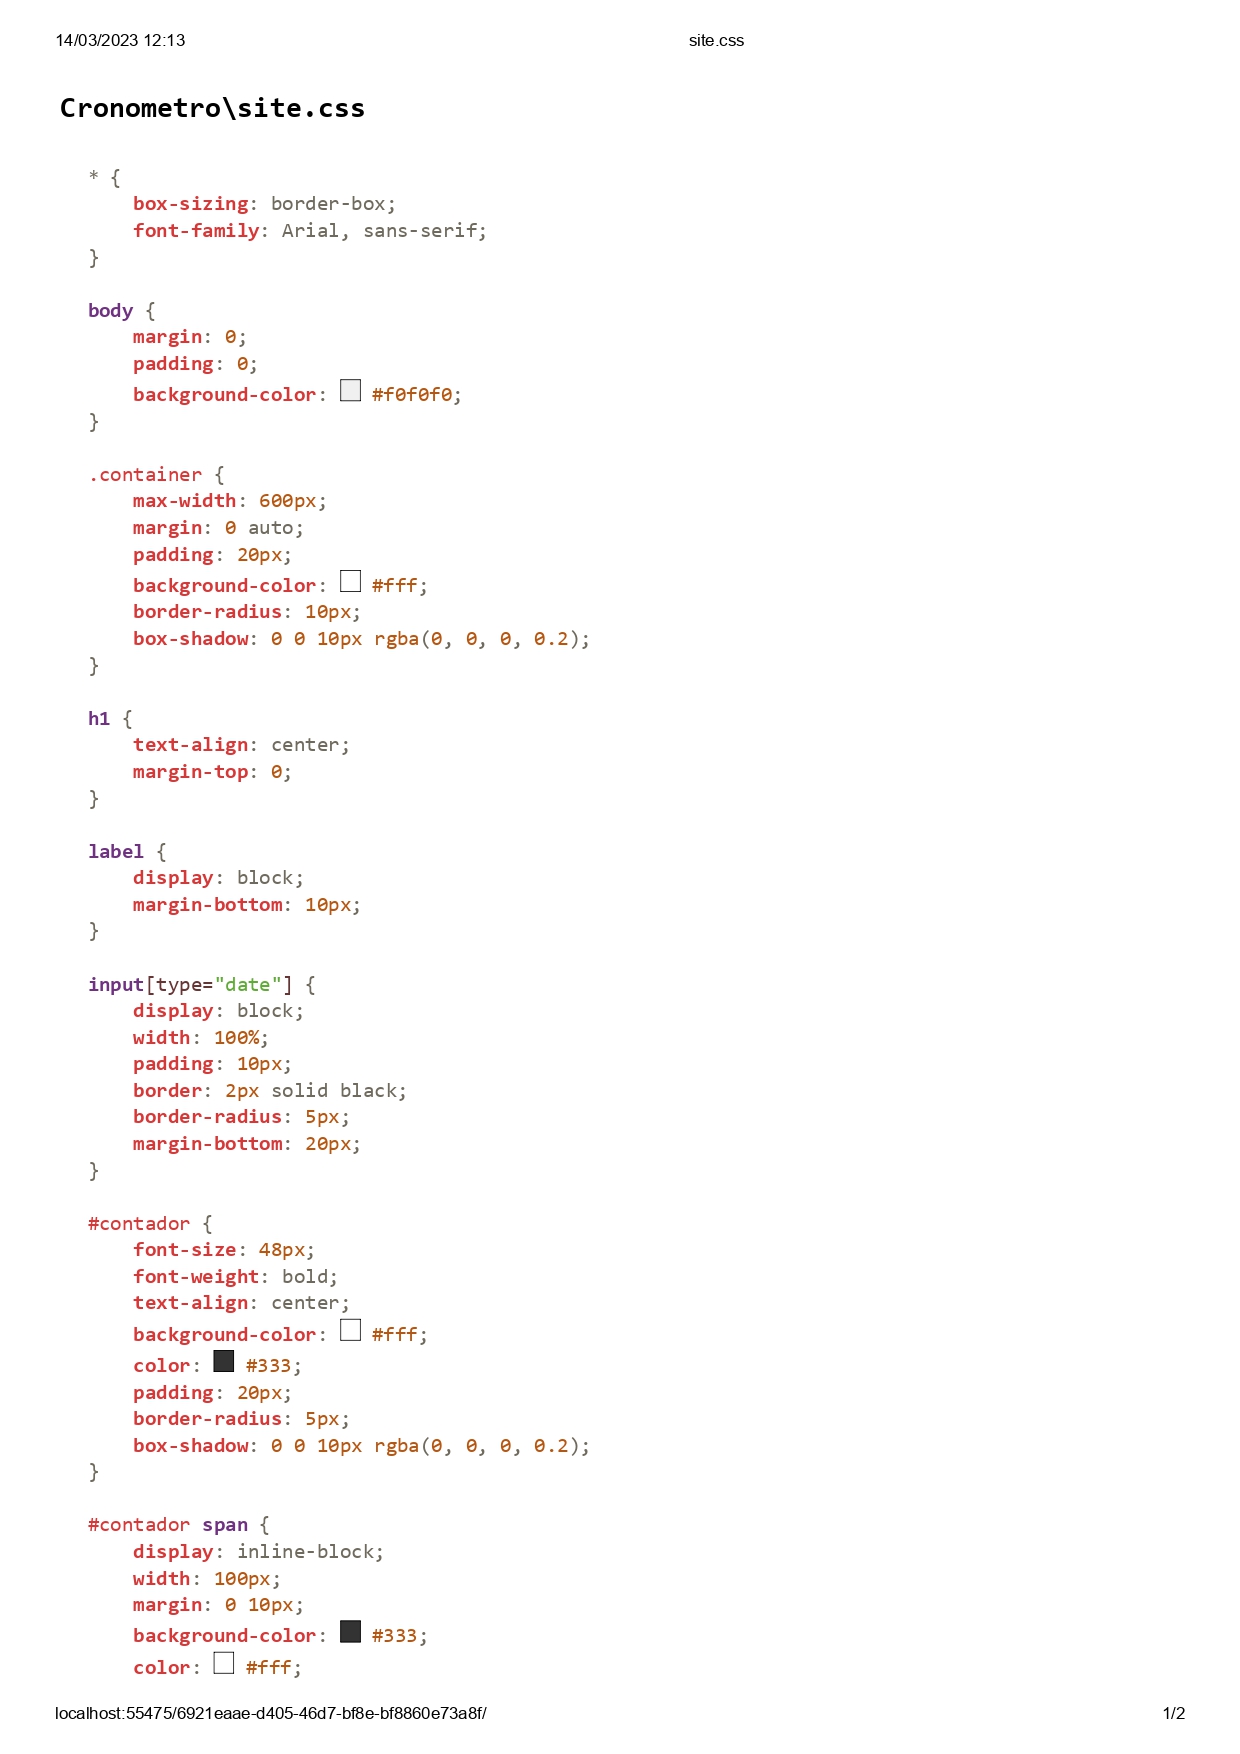 14/03/2023 12:13 site.css
Cronometro\site.css
* {
    box-sizing: border-box;
    font-family: Arial, sans-serif;
}

body {
    margin: 0;
    padding: 0;
    background-color: #f0f0f0;
}

.container {
    max-width: 600px;
    margin: 0 auto;
    padding: 20px;
    background-color: #fff;
    border-radius: 10px;
    box-shadow: 0 0 10px rgba(0, 0, 0, 0.2);
}

h1 {
    text-align: center;
    margin-top: 0;
}

label {
    display: block;
    margin-bottom: 10px;
}

input[type="date"] {
    display: block;
    width: 100%;
    padding: 10px;
    border: 2px solid black;
    border-radius: 5px;
    margin-bottom: 20px;
}

#contador {
    font-size: 48px;
    font-weight: bold;
    text-align: center;
    background-color: #fff;
    color: #333;
    padding: 20px;
    border-radius: 5px;
    box-shadow: 0 0 10px rgba(0, 0, 0, 0.2);
}

#contador span {
    display: inline-block;
    width: 100px;
    margin: 0 10px;
    background-color: #333;
    color: #fff;
localhost:55475/6921eaae-d405-46d7-bf8e-bf8860e73a8f/ 1/2